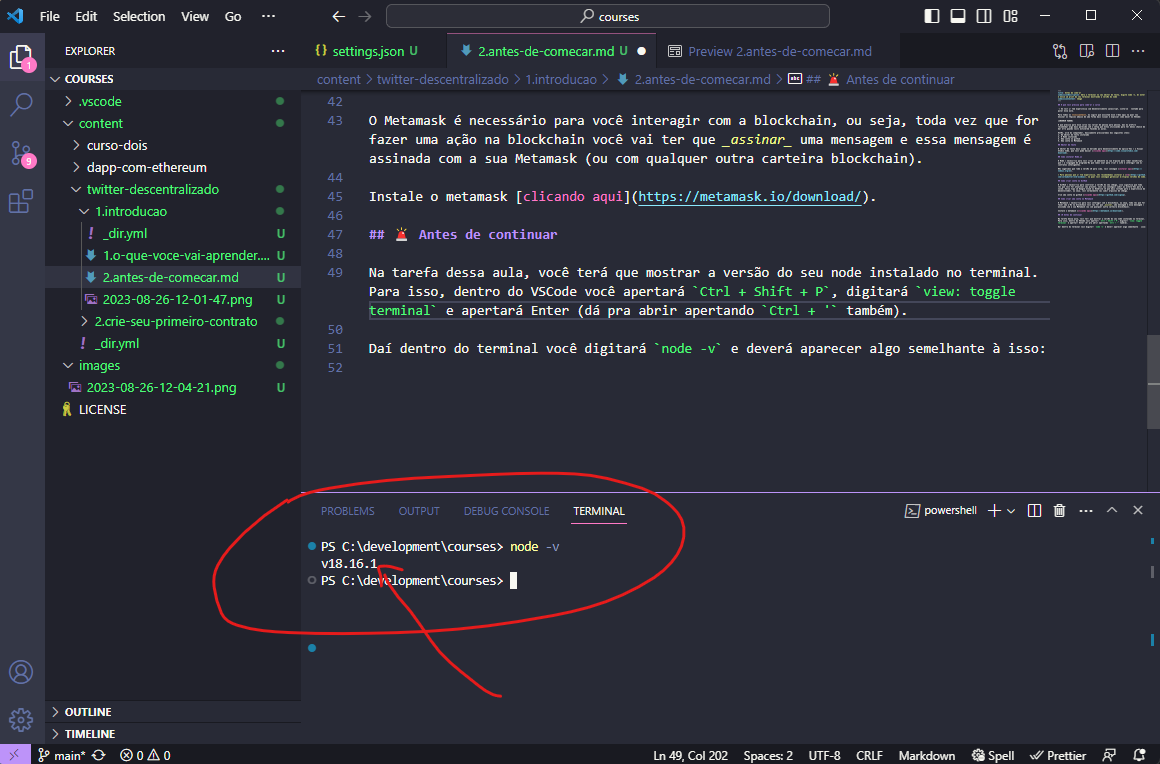 File Edit Selection View Go ··· courses
EXPLORER ···
COURSES
.vscode
content
curso-dois
dapp-com-ethereum
twitter-descentralizado
1.introducao
! _dir.yml U
1.o-que-voce-vai-aprender.... U
2.antes-de-comecar.md U
2023-08-26-12-01-47.png U
2.crie-seu-primeiro-contrato
! _dir.yml U
images
2023-08-26-12-04-21.png U
LICENSE
OUTLINE
TIMELINE
1
9
{} settings.json U
2.antes-de-comecar.md U
Preview 2.antes-de-comecar.md
content > twitter-descentralizado > 1.introducao > 2.antes-de-comecar.md > abc ## 🚨 Antes de continuar
42
43 O Metamask é necessário para você interagir com a blockchain, ou seja, toda vez que for
fazer uma ação na blockchain você vai ter que _assinar_ uma mensagem e essa mensagem é
assinada com a sua Metamask (ou com qualquer outra carteira blockchain).
44
45 Instale o metamask [clicando aqui](https://metamask.io/download/).
46
47 ## 🚨 Antes de continuar
48
49 Na tarefa dessa aula, você terá que mostrar a versão do seu node instalado no terminal.
Para isso, dentro do VSCode você apertará `Ctrl + Shift + P`, digitará `view: toggle
terminal` e apertará Enter (dá pra abrir apertando `Ctrl + '` também).
50
51 Daí dentro do terminal você digitará `node -v` e deverá aparecer algo semelhante à isso:
52
PROBLEMS OUTPUT DEBUG CONSOLE TERMINAL powershell
PS C:\development\courses> node -v
v18.16.1
PS C:\development\courses>
main* 0 0 Ln 49, Col 202 Spaces: 2 UTF-8 CRLF Markdown Spell Prettier